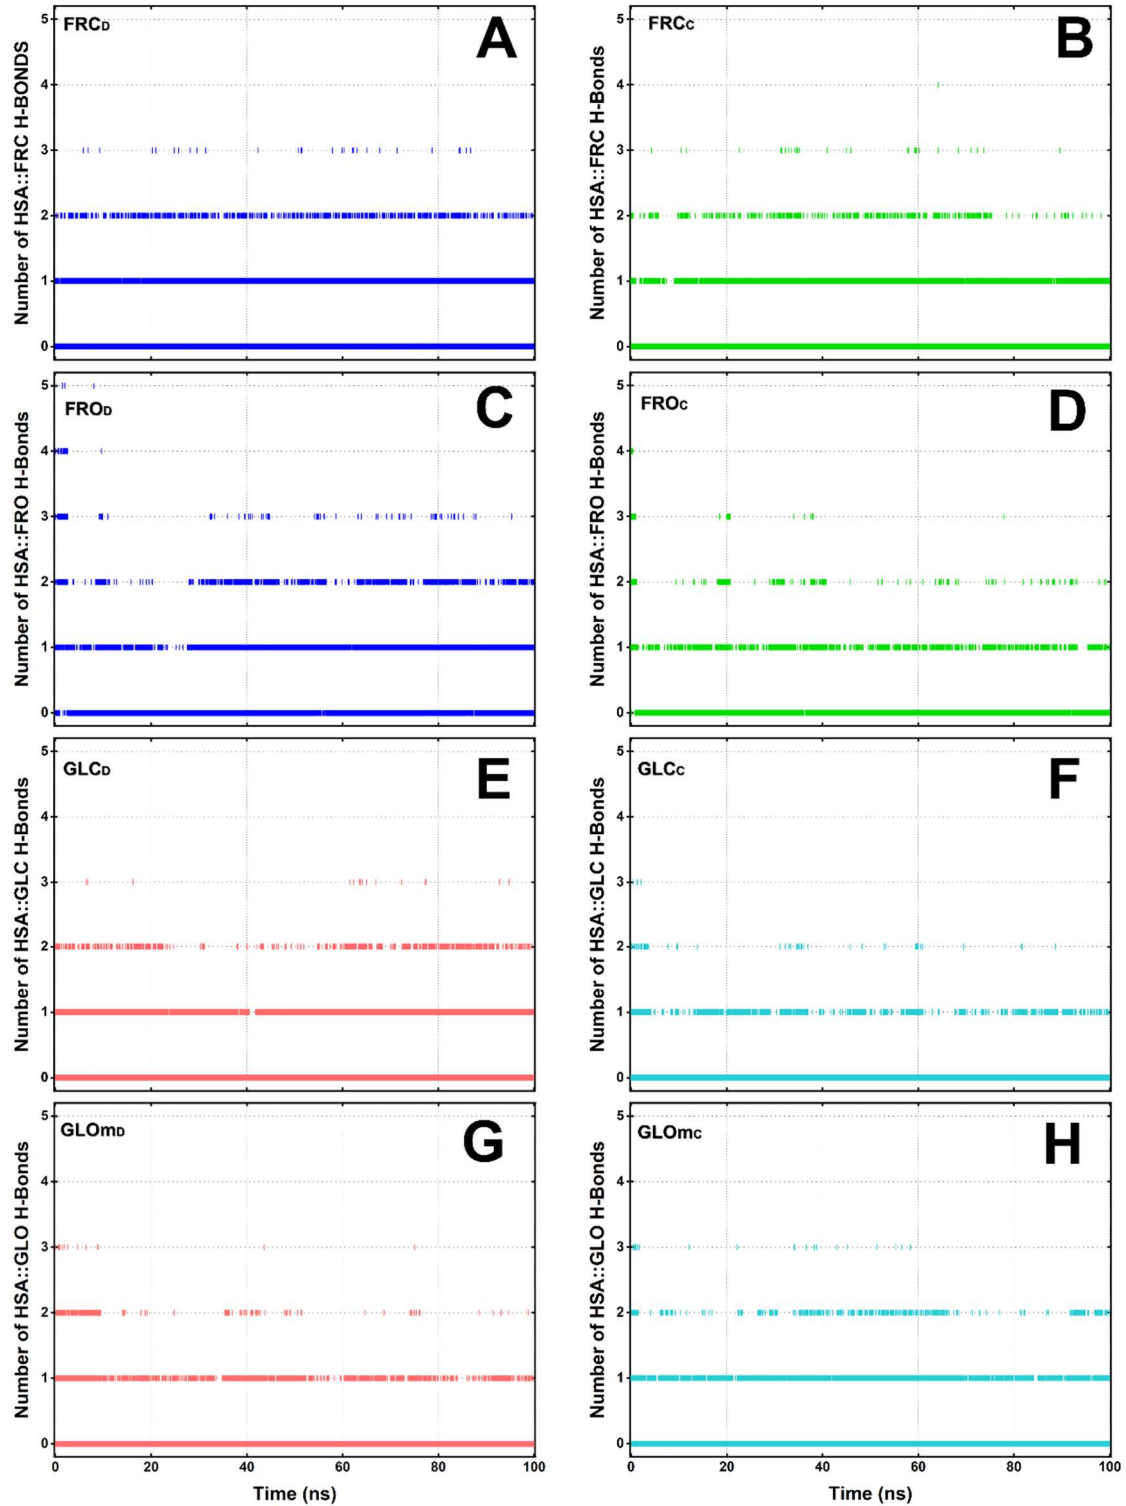 FRCD
A
Number of HSA::FRC H-BONDS
5
4
3
2
1
0
FRCC
B
Number of HSA::FRC H-Bonds
5
4
3
2
1
0
FROD
C
Number of HSA::FRO H-Bonds
5
4
3
2
1
0
FROC
D
Number of HSA::FRO H-Bonds
5
4
3
2
1
0
GLCD
E
Number of HSA::GLC H-Bonds
5
4
3
2
1
0
GLCC
F
Number of HSA::GLC H-Bonds
5
4
3
2
1
0
GLOmD
G
Number of HSA::GLO H-Bonds
5
4
3
2
1
0
0 20 40 60 80 100
Time (ns)
GLOmC
H
Number of HSA::GLO H-Bonds
5
4
3
2
1
0
0 20 40 60 80 100
Time (ns)